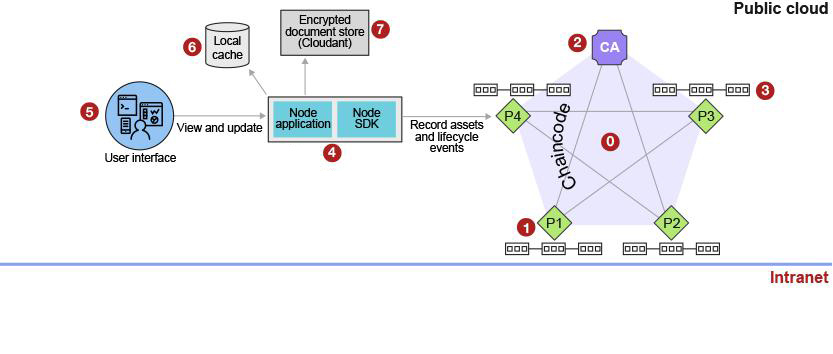 Public cloud
6
Local
cache
Encrypted
document store
(Cloudant)
7
2
CA
5
User interface
View and update
Node
application
Node
SDK
4
Record assets
and lifecycle
events
3
P4
P3
Chaincode
0
1
P1
P2
Intranet